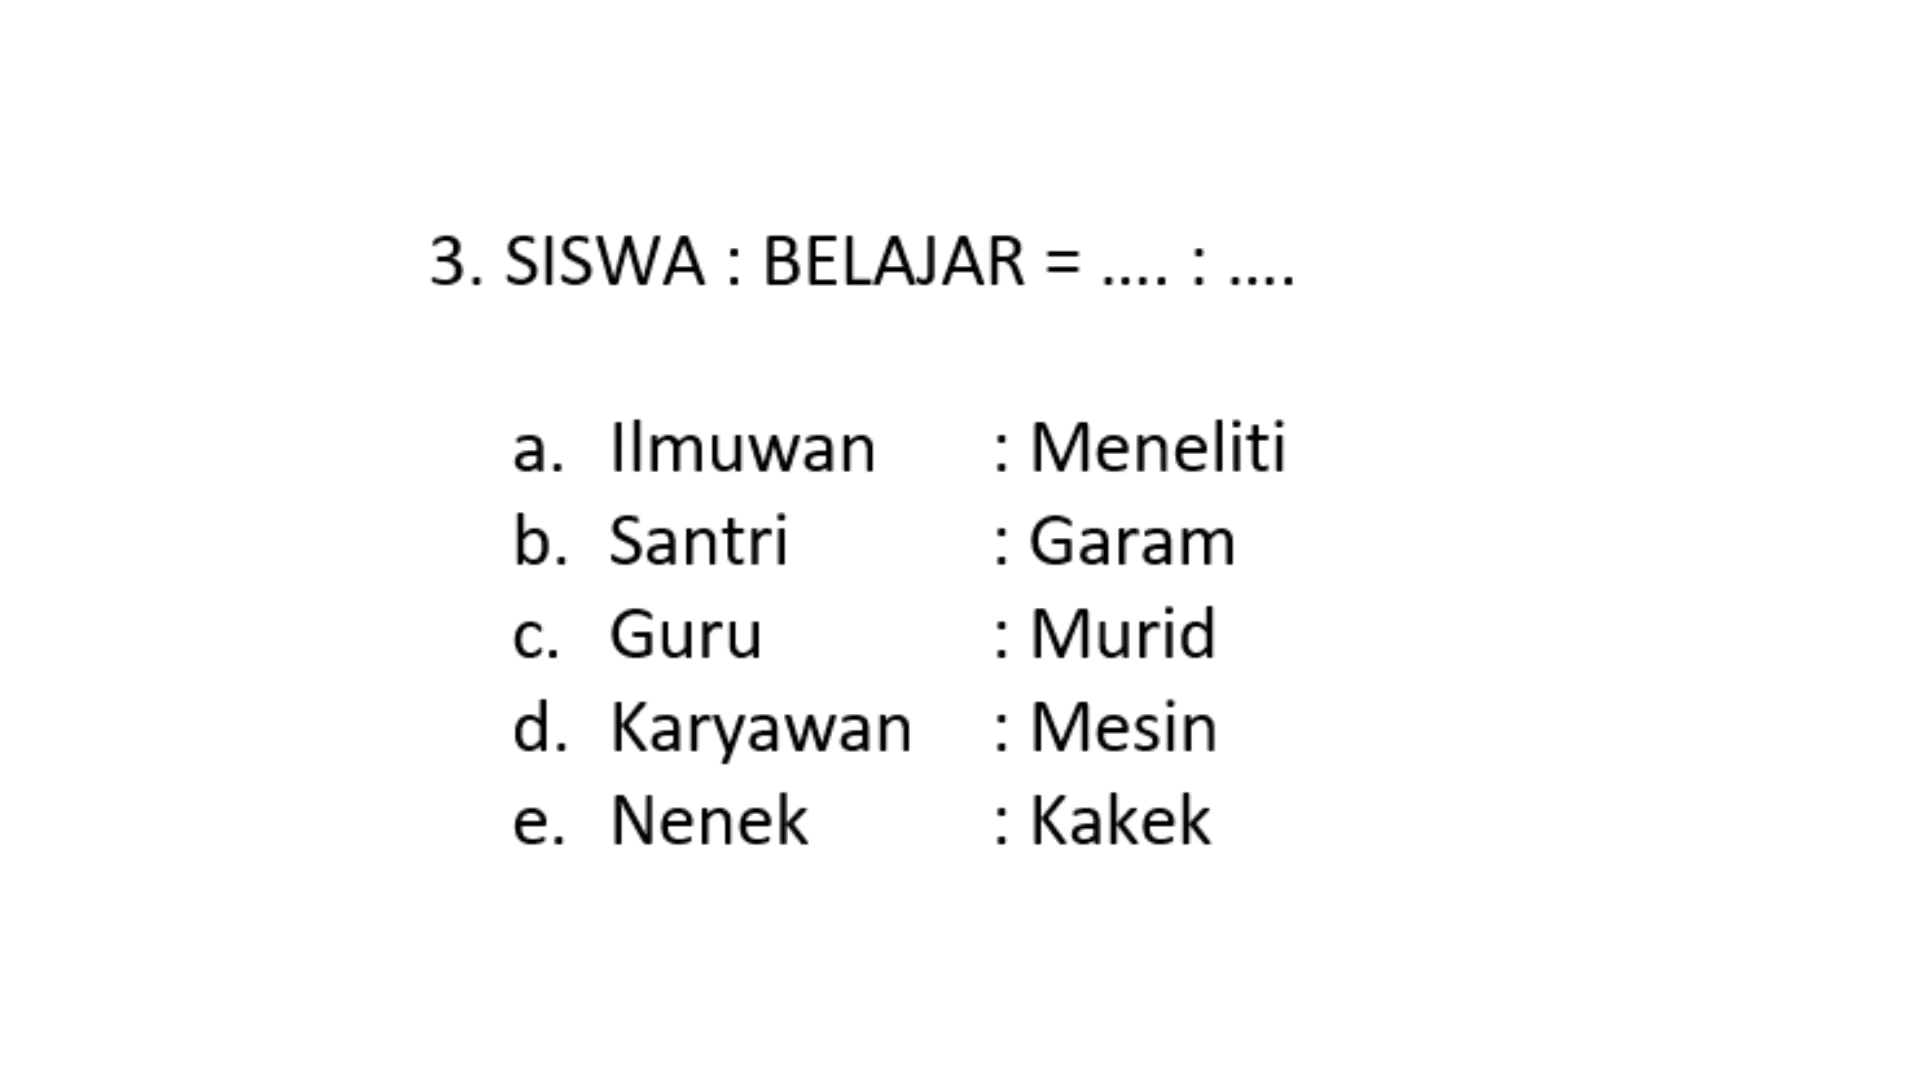 3. SISWA : BELAJAR = .... : ....
a. Ilmuwan : Meneliti
b. Santri : Garam
c. Guru : Murid
d. Karyawan : Mesin
e. Nenek : Kakek